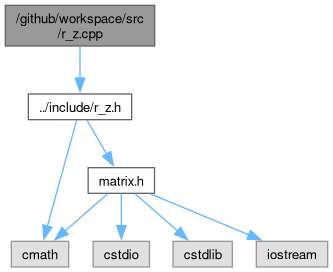 /github/workspace/src
/r_z.cpp
../include/r_z.h
matrix.h
cmath
cstdio
cstdlib
iostream